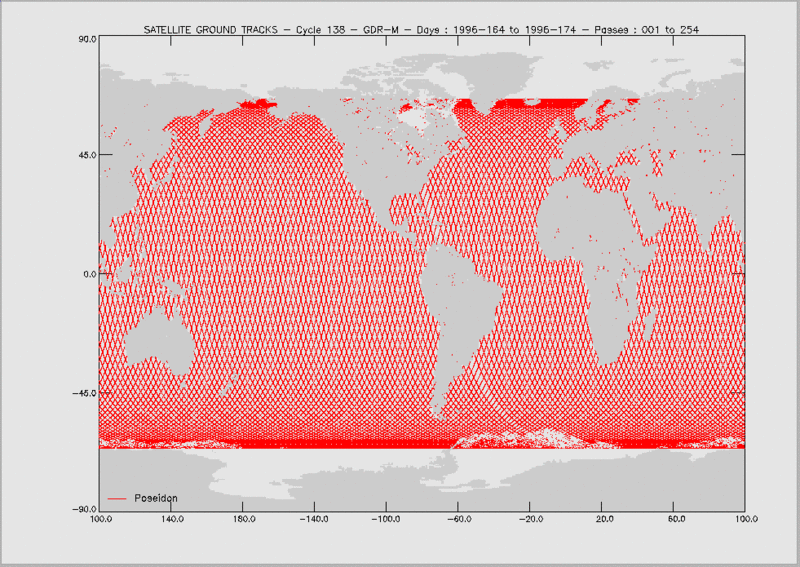 SATELLITE GROUND TRACKS - Cycle 138 - GDR-M - Days : 1996-164 to 1996-174 - Passes : 001 to 254
90.0
45.0
0.0
-45.0
-90.0
Poseidon
100.0 140.0 180.0 -140.0 -100.0 -60.0 -20.0 20.0 60.0 100.0